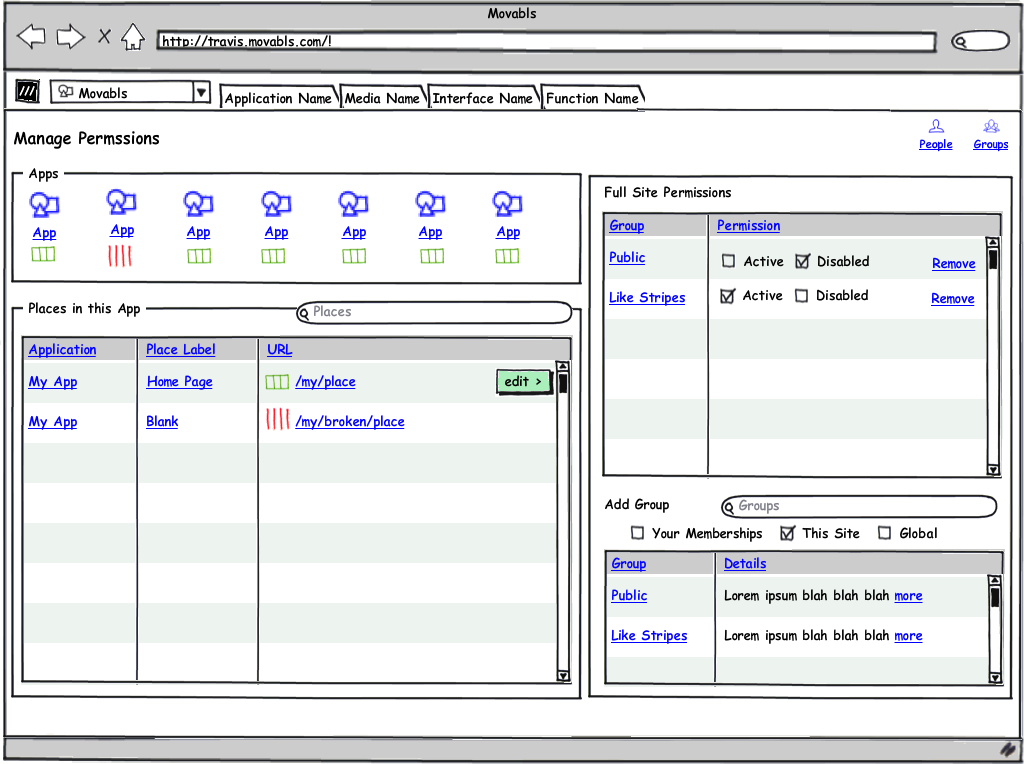 Movabls
http://travis.movabls.com/!
Movabls
Application Name
Media Name
Interface Name
Function Name
Manage Permssions
People
Groups
Apps
App
App
App
App
App
App
App
Places in this App
Places
Application
Place Label
URL
My App
Home Page
/my/place
edit >
My App
Blank
/my/broken/place
Full Site Permissions
Group
Permission
Public
Active
Disabled
Remove
Like Stripes
Active
Disabled
Remove
Add Group
Groups
Your Memberships
This Site
Global
Group
Details
Public
Lorem ipsum blah blah blah more
Like Stripes
Lorem ipsum blah blah blah more